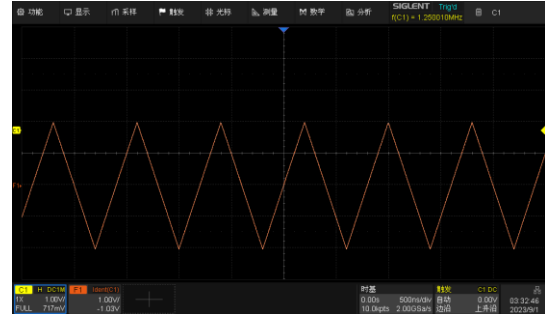 功能 显示 采样 触发 光标 测量 数学 分析 SIGLENT Trig'd C1
f(C1) = 1.250010MHz
C1
F1
C1 H DC1M F1 Ident(C1) 时基 触发 C1 DC
1X 1.00V/ 1.00V/ 0.00s 500ns/div 自动 0.00V 03:32:46
FULL 717mV -1.03V 10.0kpts 2.00GSa/s 边沿 上升沿 2023/9/1